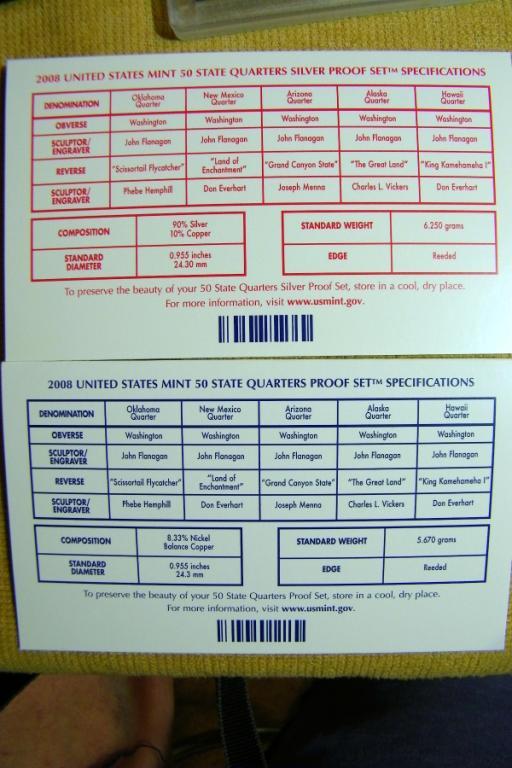 2008 UNITED STATES MINT 50 STATE QUARTERS SILVER PROOF SET™ SPECIFICATIONS
DENOMINATION Oklahoma Quarter New Mexico Quarter Arizona Quarter Alaska Quarter Hawaii Quarter
OBVERSE Washington Washington Washington Washington Washington
SCULPTOR/ENGRAVER John Flanagan John Flanagan John Flanagan John Flanagan John Flanagan
REVERSE "Scissortail Flycatcher" "Land of Enchantment" "Grand Canyon State" "The Great Land" "King Kamehameha I"
SCULPTOR/ENGRAVER Phebe Hemphill Don Everhart Joseph Menna Charles L. Vickers Don Everhart
COMPOSITION 90% Silver 10% Copper STANDARD WEIGHT 6.250 grams
STANDARD DIAMETER 0.955 inches 24.30 mm EDGE Reeded
To preserve the beauty of your 50 State Quarters Silver Proof Set, store in a cool, dry place.
For more information, visit www.usmint.gov.
2008 UNITED STATES MINT 50 STATE QUARTERS PROOF SET™ SPECIFICATIONS
DENOMINATION Oklahoma Quarter New Mexico Quarter Arizona Quarter Alaska Quarter Hawaii Quarter
OBVERSE Washington Washington Washington Washington Washington
SCULPTOR/ENGRAVER John Flanagan John Flanagan John Flanagan John Flanagan John Flanagan
REVERSE "Scissortail Flycatcher" "Land of Enchantment" "Grand Canyon State" "The Great Land" "King Kamehameha I"
SCULPTOR/ENGRAVER Phebe Hemphill Don Everhart Joseph Menna Charles L. Vickers Don Everhart
COMPOSITION 8.33% Nickel Balance Copper STANDARD WEIGHT 5.670 grams
STANDARD DIAMETER 0.955 inches 24.3 mm EDGE Reeded
To preserve the beauty of your 50 State Quarters Proof Set, store in a cool, dry place.
For more information, visit www.usmint.gov.